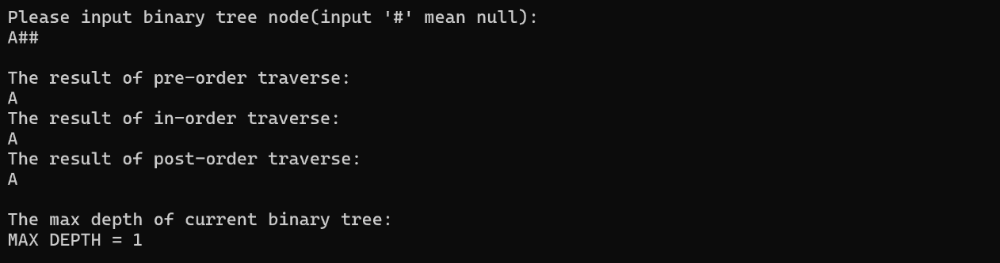 Please input binary tree node(input '#' mean null):
A##
The result of pre-order traverse:
A
The result of in-order traverse:
A
The result of post-order traverse:
A
The max depth of current binary tree:
MAX DEPTH = 1